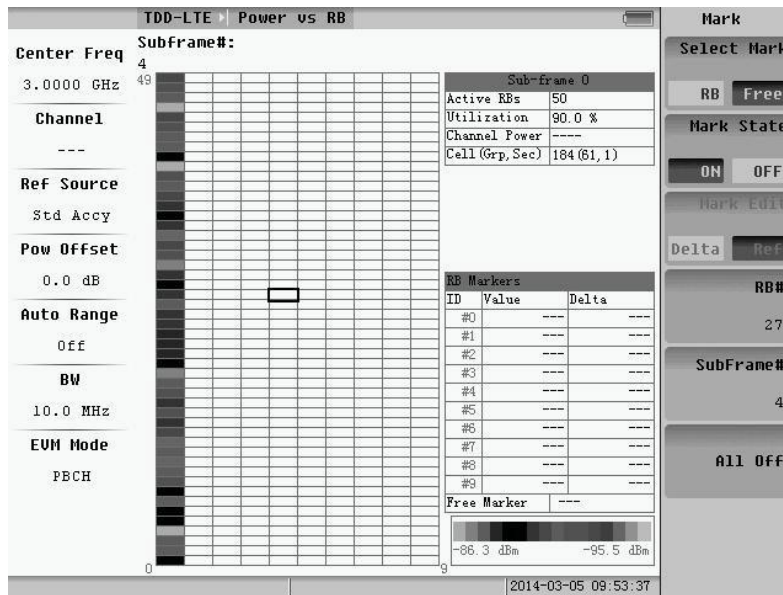 TDD-LTE Power vs RB
Mark
Center Freq
3.0000 GHz
Channel
---
Ref Source
Std Accy
Pow Offset
0.0 dB
Auto Range
Off
BW
10.0 MHz
EVM Mode
PBCH
Subframe#:
4
49
0
9
Sub-frame 0
Active RBs 50
Utilization 90.0 %
Channel Power ----
Cell(Grp,Sec) 184(61,1)
RB Markers
ID Value Delta
#0 --- ---
#1 --- ---
#2 --- ---
#3 --- ---
#4 --- ---
#5 --- ---
#6 --- ---
#7 --- ---
#8 --- ---
#9 --- ---
Free Marker ---
-86.3 dBm -95.5 dBm
2014-03-05 09:53:37
Select Mark
RB Free
Mark State
ON OFF
Mark Edit
Delta Ref
RB#
27
SubFrame#
4
All Off